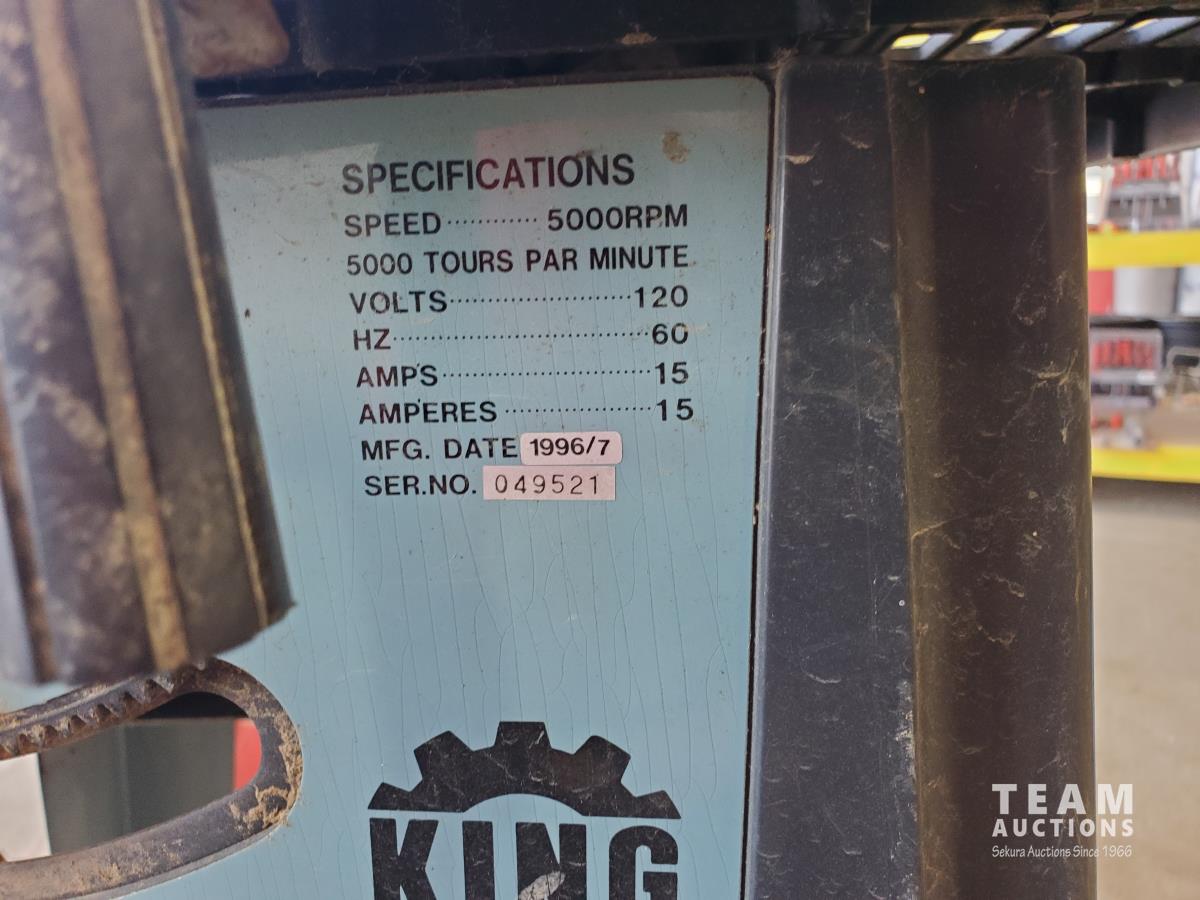 SPECIFICATIONS
SPEED ············ 5000RPM
5000 TOURS PAR MINUTE
VOLTS························120
HZ··································60
AMPS····························15
AMPERES ···················15
MFG. DATE 1996/7
SER.NO. 049521
KING
TEAM
AUCTIONS
Sekura Auctions Since 1966